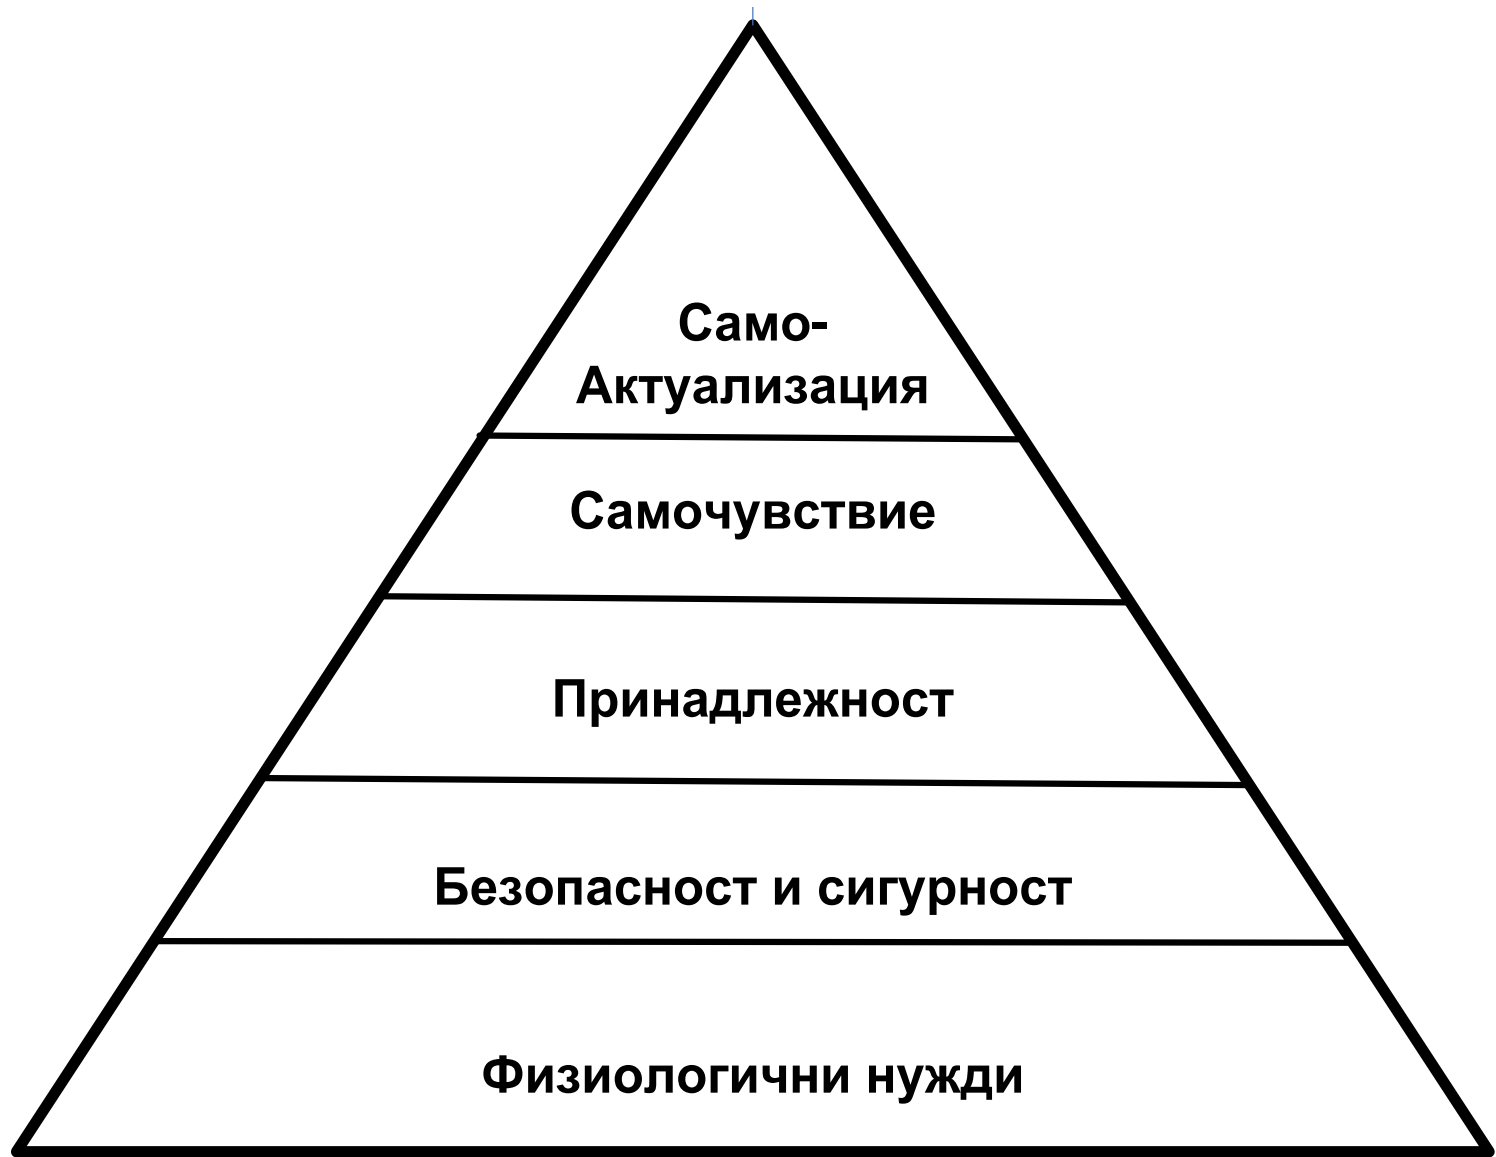 Само-
Актуализация
Самочувствие
Принадлежност
Безопасност и сигурност
Физиологични нужди